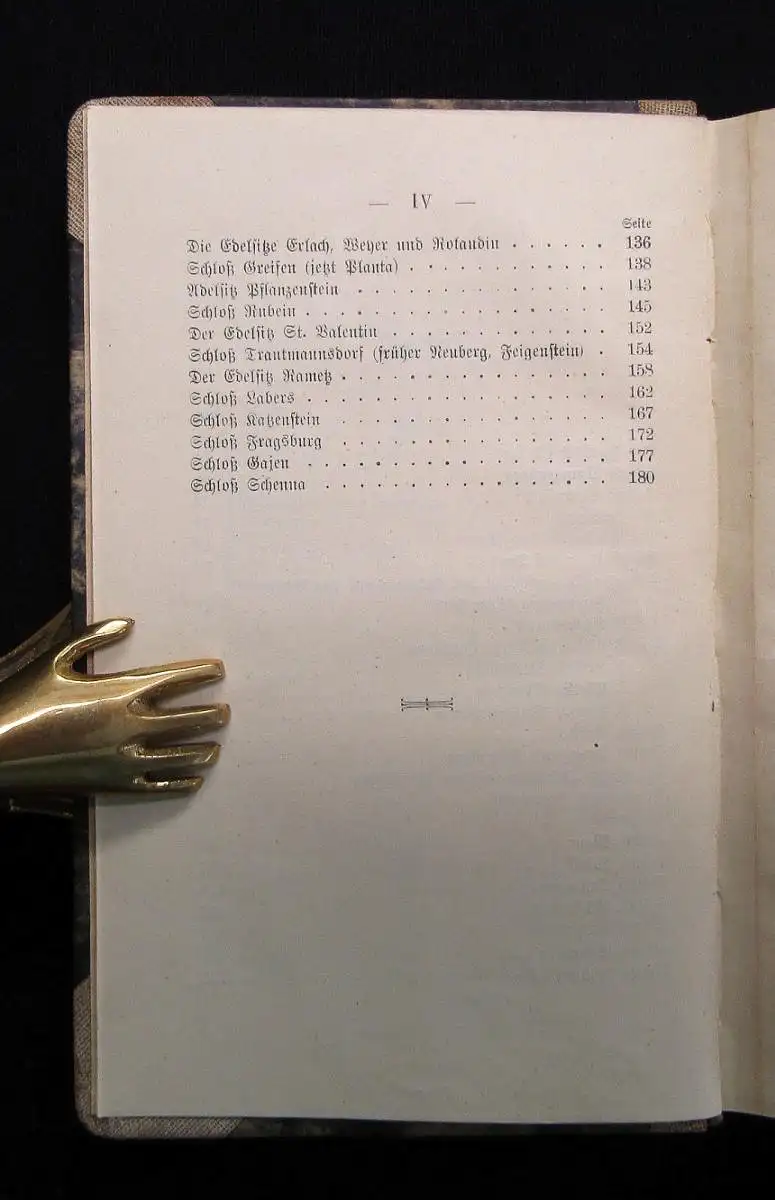 — IV —
Seite
Die Edelsitze Erlach, Weyer und Rolandin . . . . . . 136
Schloß Greifen (jetzt Planta) . . . . . . . . . . . 138
Adelsitz Pflanzenstein . . . . . . . . . . . . . 143
Schloß Rubein . . . . . . . . . . . . . . . . 145
Der Edelsitz St. Valentin . . . . . . . . . . . . 152
Schloß Trautmannsdorf (früher Neuberg, Feigenstein) . 154
Der Edelsitz Rametz . . . . . . . . . . . . . . 158
Schloß Labers . . . . . . . . . . . . . . . . 162
Schloß Katzenstein . . . . . . . . . . . . . . 167
Schloß Fragsburg . . . . . . . . . . . . . . 172
Schloß Gajen . . . . . . . . . . . . . . . . 177
Schloß Schenna . . . . . . . . . . . . . . . 180